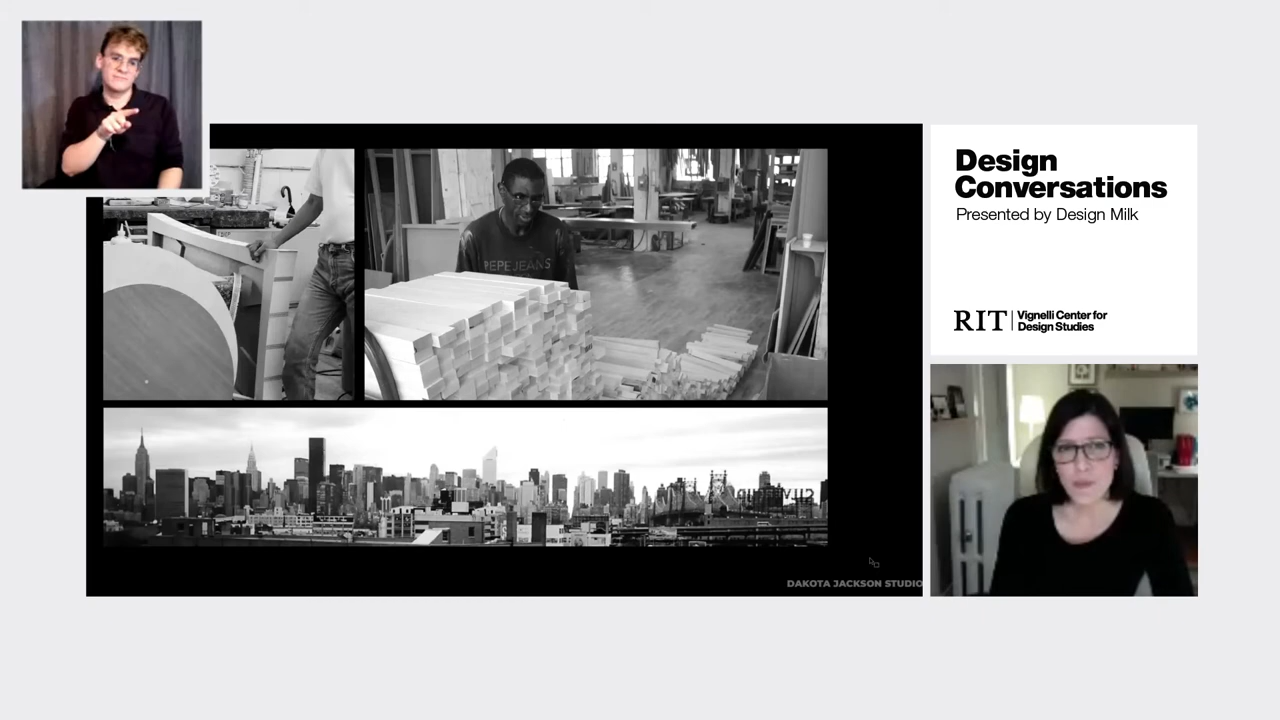 Design
Conversations
Presented by Design Milk
PEPE JEANS
RIT | Vignelli Center for
Design Studies
DAKOTA JACKSON STUDIO